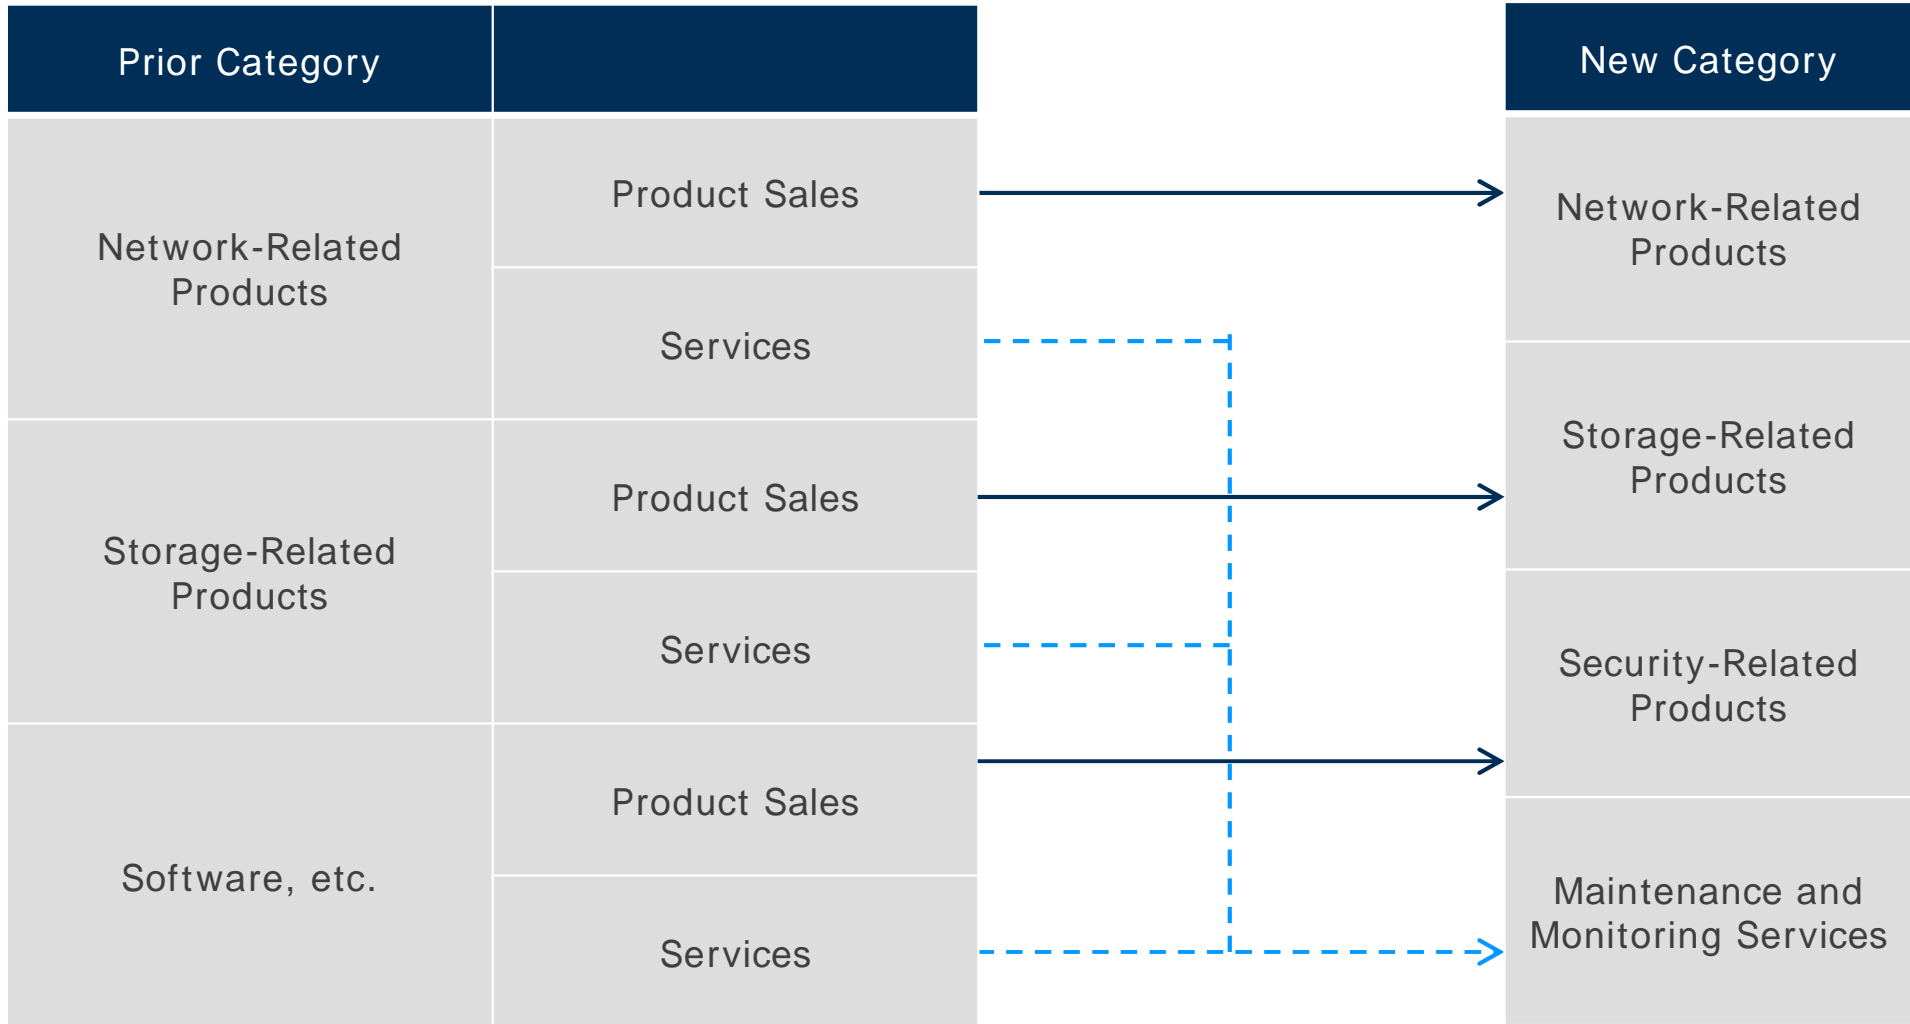 Prior Category
New Category
Network-Related
Products
Product Sales
Services
Storage-Related
Products
Product Sales
Services
Software, etc.
Product Sales
Services
Network-Related
Products
Storage-Related
Products
Security-Related
Products
Maintenance and
Monitoring Services